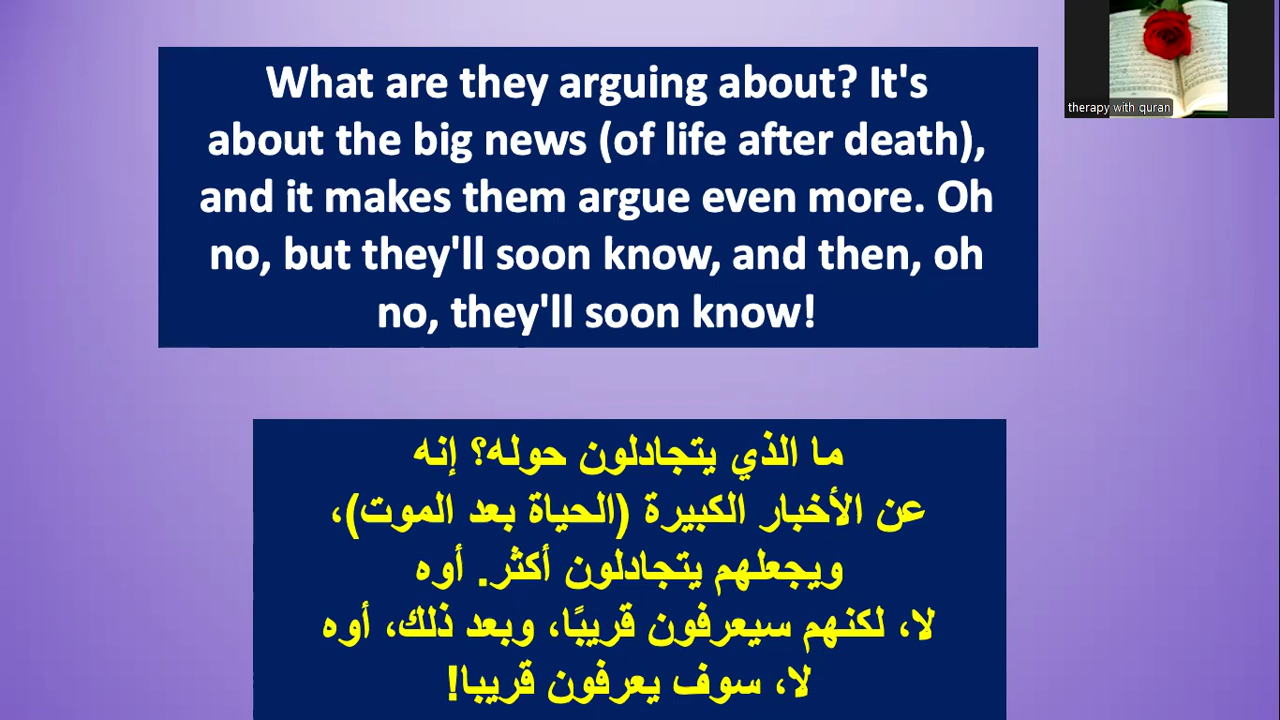 What are they arguing about? It's
about the big news (of life after death),
and it makes them argue even more. Oh
no, but they'll soon know, and then, oh
no, they'll soon know!
therapy with quran
ما الذي يتجادلون حوله؟ إنه
عن الأخبار الكبيرة (الحياة بعد الموت)،
ويجعلهم يتجادلون أكثر. أوه
لا، لكنهم سيعرفون قريبًا، وبعد ذلك، أوه
لا، سوف يعرفون قريبا!